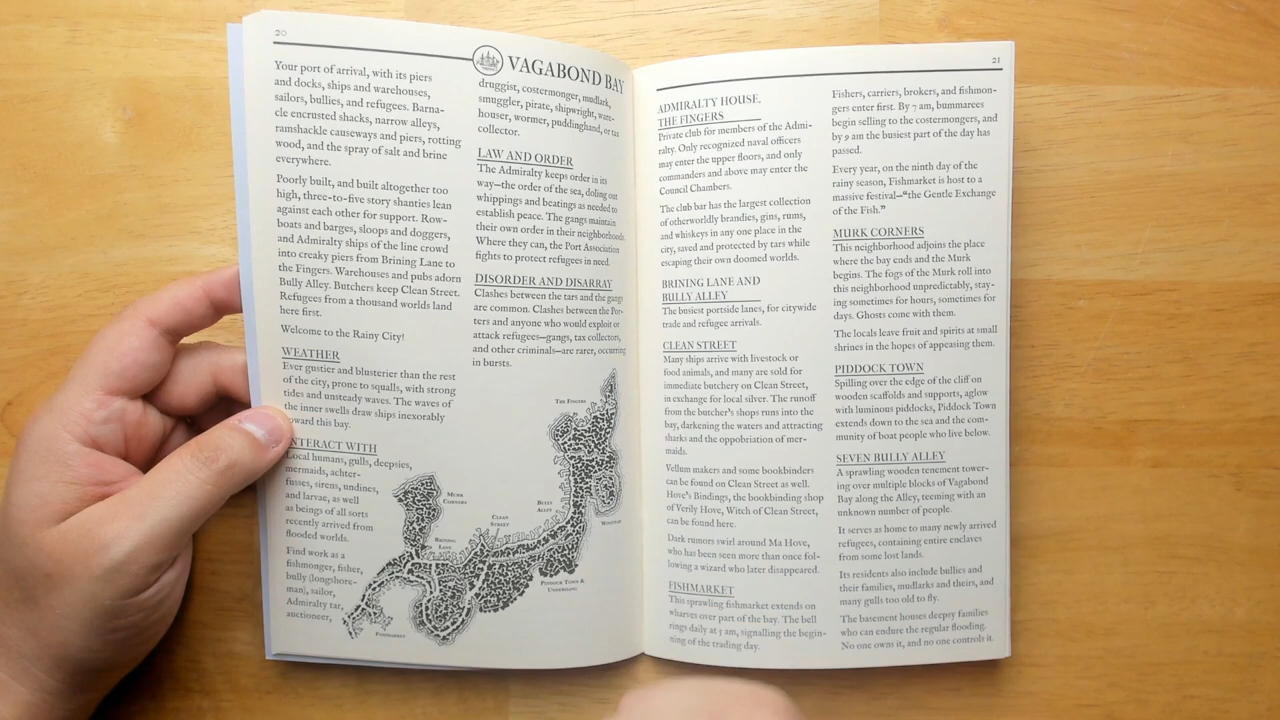 20
VAGABOND BAY
Your port of arrival, with its piers
and docks, ships and warehouses,
sailors, bullies, and refugees. Barna-
cle encrusted shacks, narrow alleys,
ramshackle causeways and piers, rotting
wood, and the spray of salt and brine
everywhere.
Poorly built, and built altogether too
high, three-to-five story shanties lean
against each other for support. Row-
boats and barges, sloops and doggers,
and Admiralty ships of the line crowd
into creaky piers from Brining Lane to
the Fingers. Warehouses and pubs adorn
Bully Alley. Butchers keep Clean Street.
Refugees from a thousand worlds land
here first.
Welcome to the Rainy City!
WEATHER
Ever gustier and blusterier than the rest
of the city, prone to squalls, with strong
tides and unsteady waves. The waves of
the inner swells draw ships inexorably
oward this bay.
NTERACT WITH
Local humans, gulls, deepsies,
mermaids, achter-
fusses, sirens, undines,
and larvae, as well
as beings of all sorts
recently arrived from
flooded worlds.
Find work as a
fishmonger, fisher,
bully (longshore-
man), sailor,
Admiralty tar,
auctioneer,
druggist, costermonger, mudlark,
smuggler, pirate, shipwright, ware-
houser, wormer, puddinghand, or tax
collector.
LAW AND ORDER
The Admiralty keeps order in its
way—the order of the sea, doling out
whippings and beatings as needed to
establish peace. The gangs maintain
their own order in their neighborhoods.
Where they can, the Port Association
fights to protect refugees in need.
DISORDER AND DISARRAY
Clashes between the tars and the gangs
are common. Clashes between the Por-
ters and anyone who would exploit or
attack refugees—gangs, tax collectors,
and other criminals—are rarer, occurring
in bursts.
THE FINGERS
MURK
CORNERS
CLEAN
STREET
BULLY
ALLEY
BRINING
LANE
PIDDOCK TOWN &
UNDERLONG
FISHMARKET
21
ADMIRALTY HOUSE,
THE FINGERS
Private club for members of the Admi-
ralty. Only recognized naval officers
may enter the upper floors, and only
commanders and above may enter the
Council Chambers.
The club bar has the largest collection
of otherworldly brandies, gins, rums,
and whiskeys in any one place in the
city, saved and protected by tars while
escaping their own doomed worlds.
BRINING LANE AND
BULLY ALLEY
The busiest portside lanes, for citywide
trade and refugee arrivals.
CLEAN STREET
Many ships arrive with livestock or
food animals, and many are sold for
immediate butchery on Clean Street,
in exchange for local silver. The runoff
from the butcher's shops runs into the
bay, darkening the waters and attracting
sharks and the oppobriation of mer-
maids.
Vellum makers and some bookbinders
can be found on Clean Street as well.
Hove's Bindings, the bookbinding shop
of Verily Hove, Witch of Clean Street,
can be found here.
Dark rumors swirl around Ma Hove,
who has been seen more than once fol-
lowing a wizard who later disappeared.
FISHMARKET
This sprawling fishmarket extends on
wharves over part of the bay. The bell
rings daily at 5 am, signalling the begin-
ning of the trading day.
Fishers, carriers, brokers, and fishmon-
gers enter first. By 7 am, bummarees
begin selling to the costermongers, and
by 9 am the busiest part of the day has
passed.
Every year, on the ninth day of the
rainy season, Fishmarket is host to a
massive festival—“the Gentle Exchange
of the Fish.”
MURK CORNERS
This neighborhood adjoins the place
where the bay ends and the Murk
begins. The fogs of the Murk roll into
this neighborhood unpredictably, stay-
ing sometimes for hours, sometimes for
days. Ghosts come with them.
The locals leave fruit and spirits at small
shrines in the hopes of appeasing them.
PIDDOCK TOWN
Spilling over the edge of the cliff on
wooden scaffolds and supports, aglow
with luminous piddocks, Piddock Town
extends down to the sea and the com-
munity of boat people who live below.
SEVEN BULLY ALLEY
A sprawling wooden tenement tower-
ing over multiple blocks of Vagabond
Bay along the Alley, teeming with an
unknown number of people.
It serves as home to many newly arrived
refugees, containing entire enclaves
from some lost lands.
Its residents also include bullies and
their families, mudlarks and theirs, and
many gulls too old to fly.
The basement houses deepsy families
who can endure the regular flooding.
No one owns it, and no one controls it.